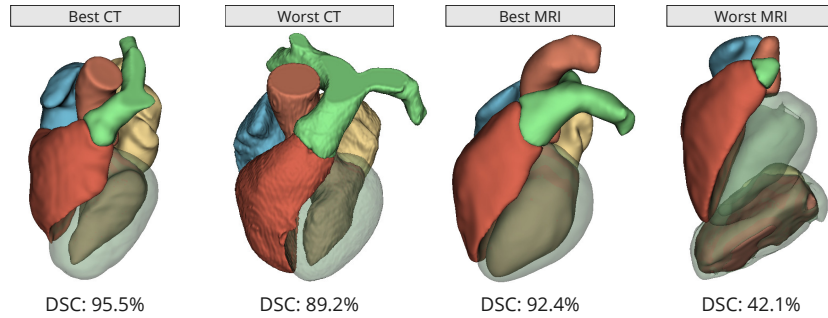 Best CT
Worst CT
Best MRI
Worst MRI
DSC: 95.5%
DSC: 89.2%
DSC: 92.4%
DSC: 42.1%